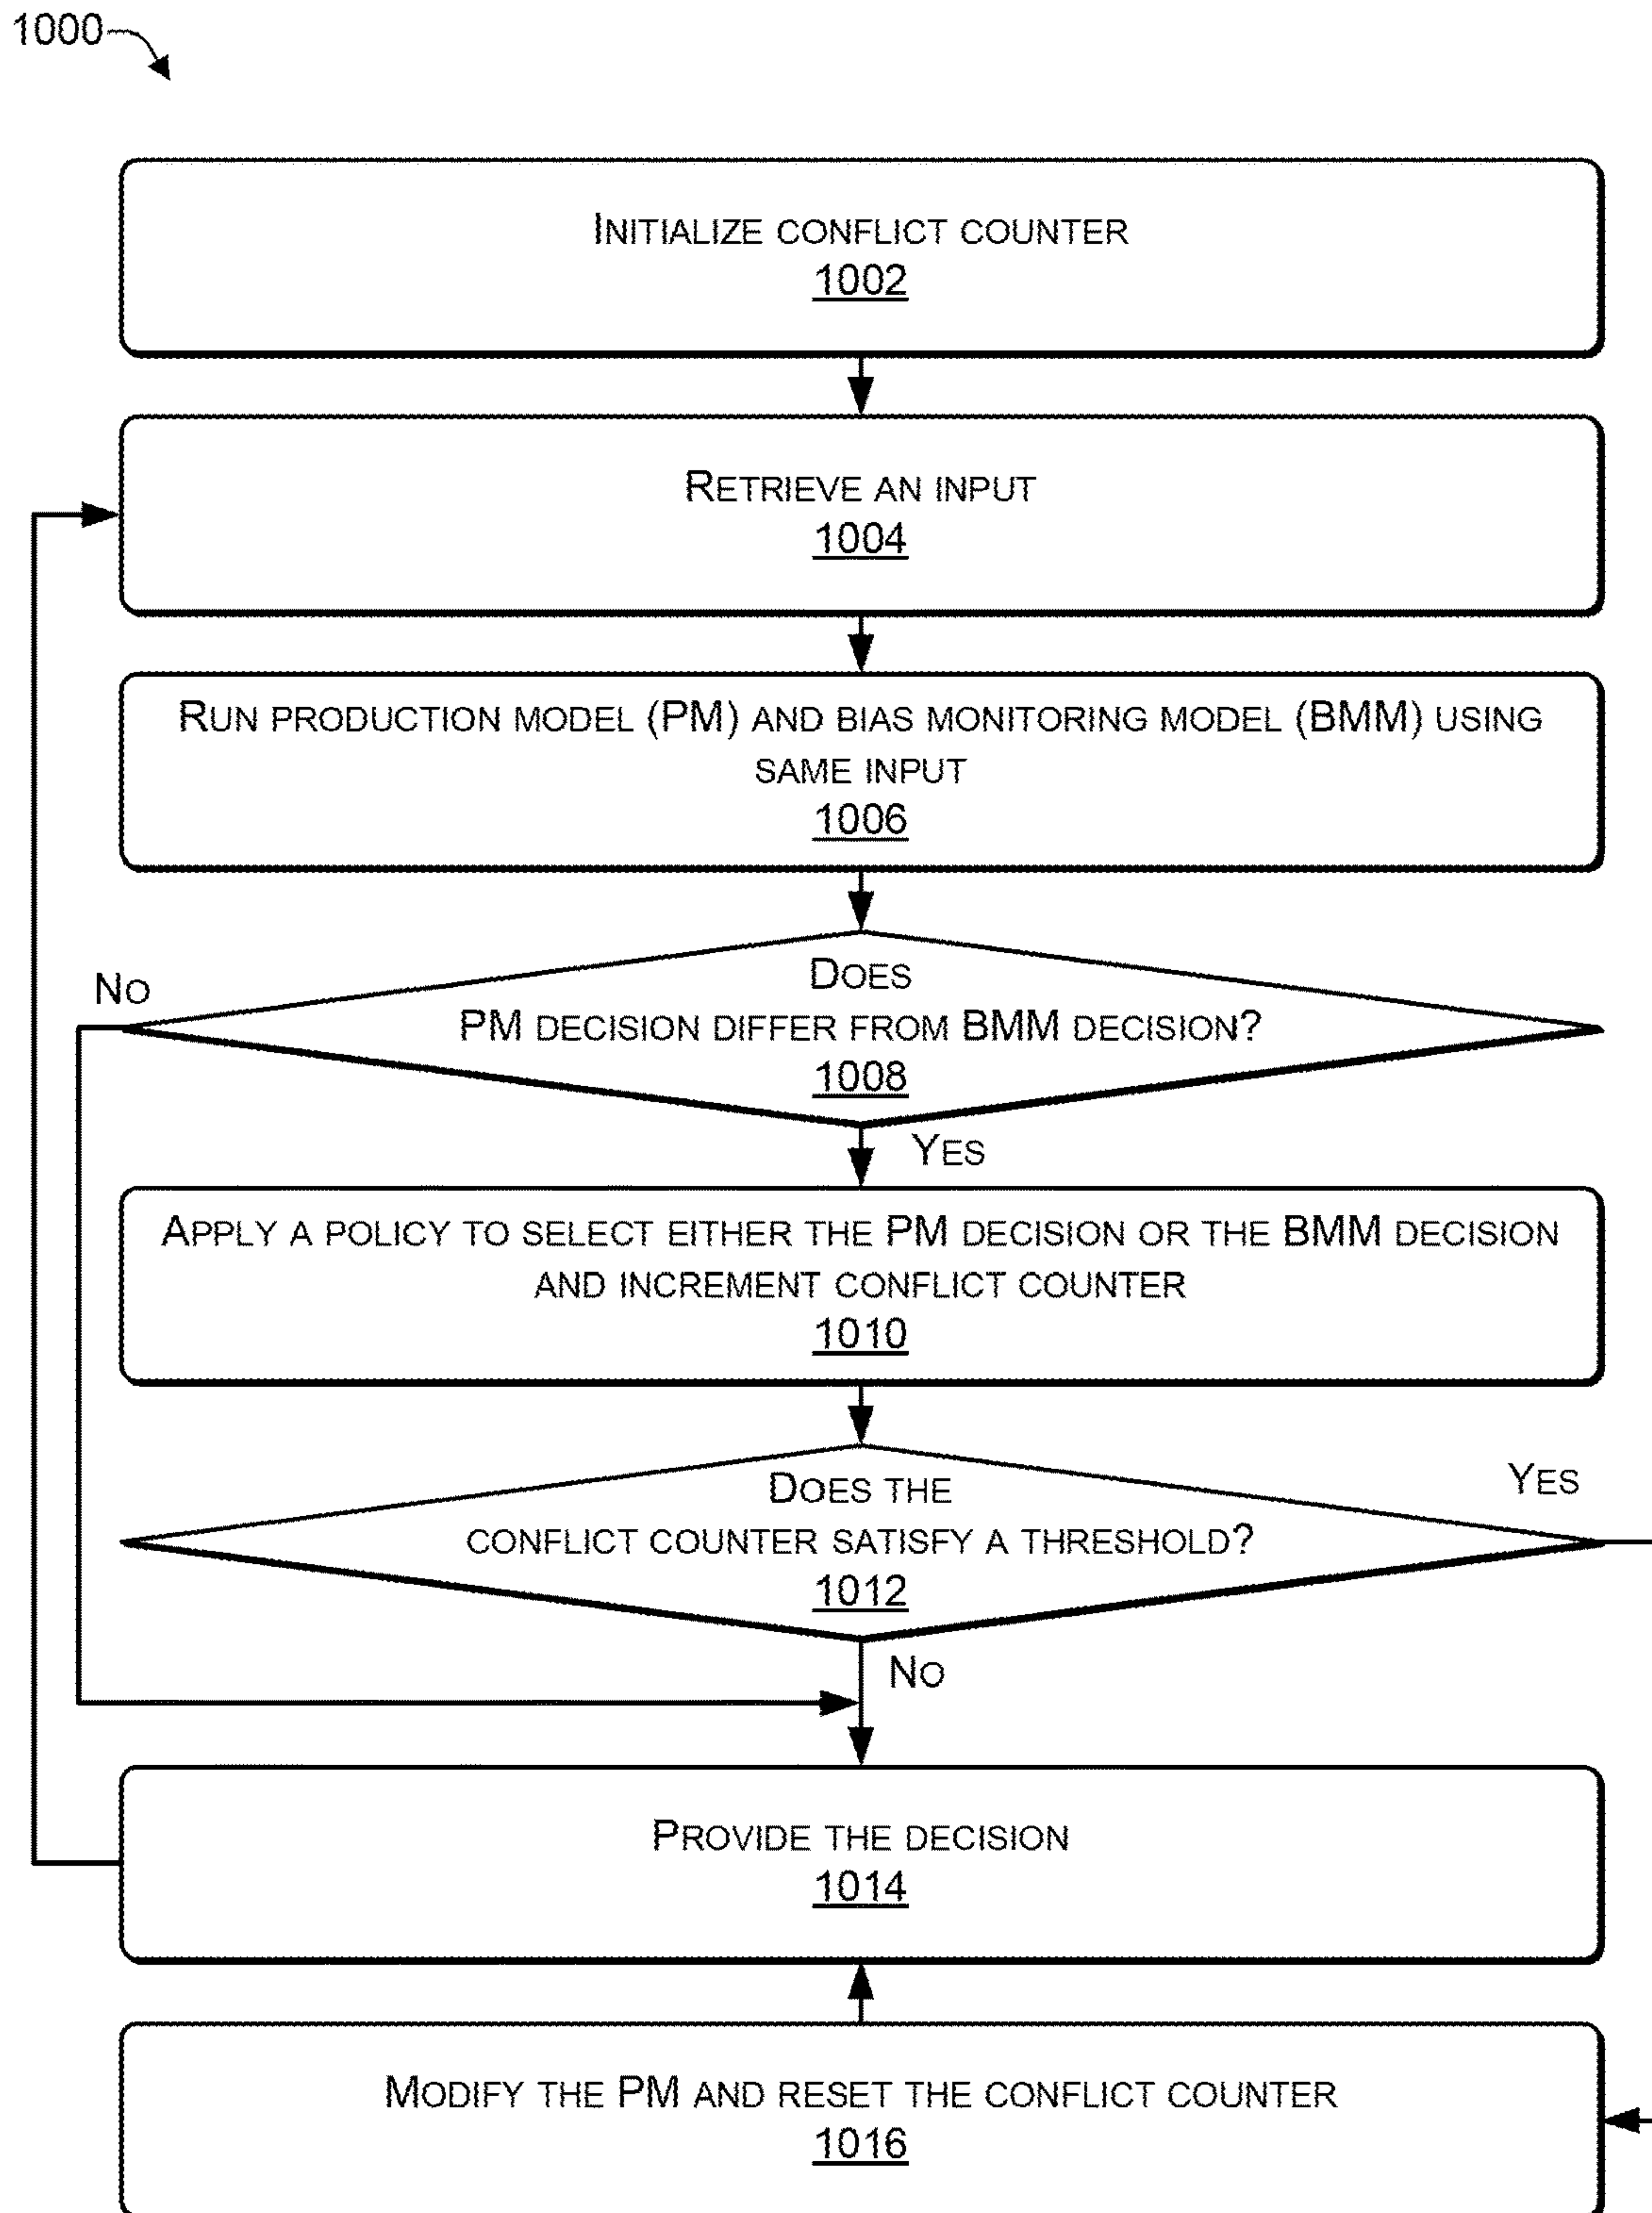 1000
INITIALIZE CONFLICT COUNTER
1002
RETRIEVE AN INPUT
1004
RUN PRODUCTION MODEL (PM) AND BIAS MONITORING MODEL (BMM) USING
SAME INPUT
1006
DOES
PM DECISION DIFFER FROM BMM DECISION?
1008
NO
YES
APPLY A POLICY TO SELECT EITHER THE PM DECISION OR THE BMM DECISION
AND INCREMENT CONFLICT COUNTER
1010
DOES THE
CONFLICT COUNTER SATISFY A THRESHOLD?
1012
YES
NO
PROVIDE THE DECISION
1014
MODIFY THE PM AND RESET THE CONFLICT COUNTER
1016